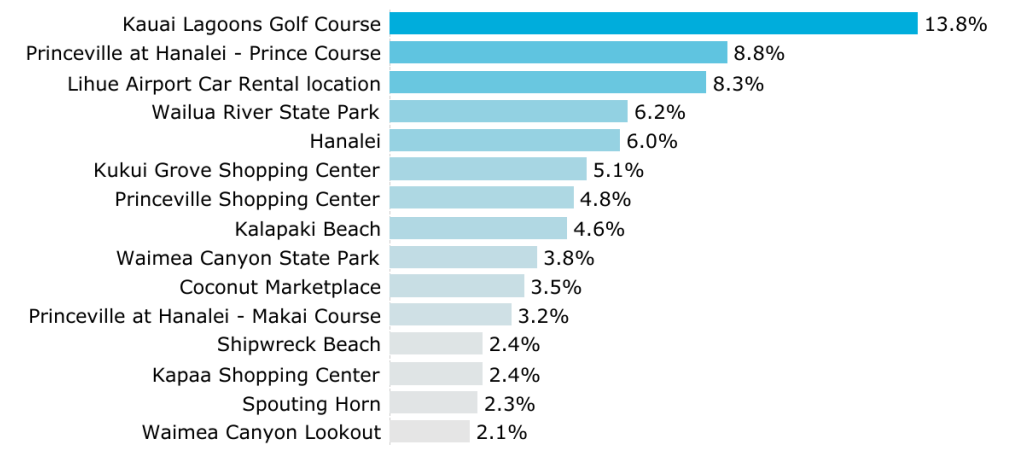 Kauai Lagoons Golf Course 13.8%
Princeville at Hanalei - Prince Course 8.8%
Lihue Airport Car Rental location 8.3%
Wailua River State Park 6.2%
Hanalei 6.0%
Kukui Grove Shopping Center 5.1%
Princeville Shopping Center 4.8%
Kalapaki Beach 4.6%
Waimea Canyon State Park 3.8%
Coconut Marketplace 3.5%
Princeville at Hanalei - Makai Course 3.2%
Shipwreck Beach 2.4%
Kapaa Shopping Center 2.4%
Spouting Horn 2.3%
Waimea Canyon Lookout 2.1%